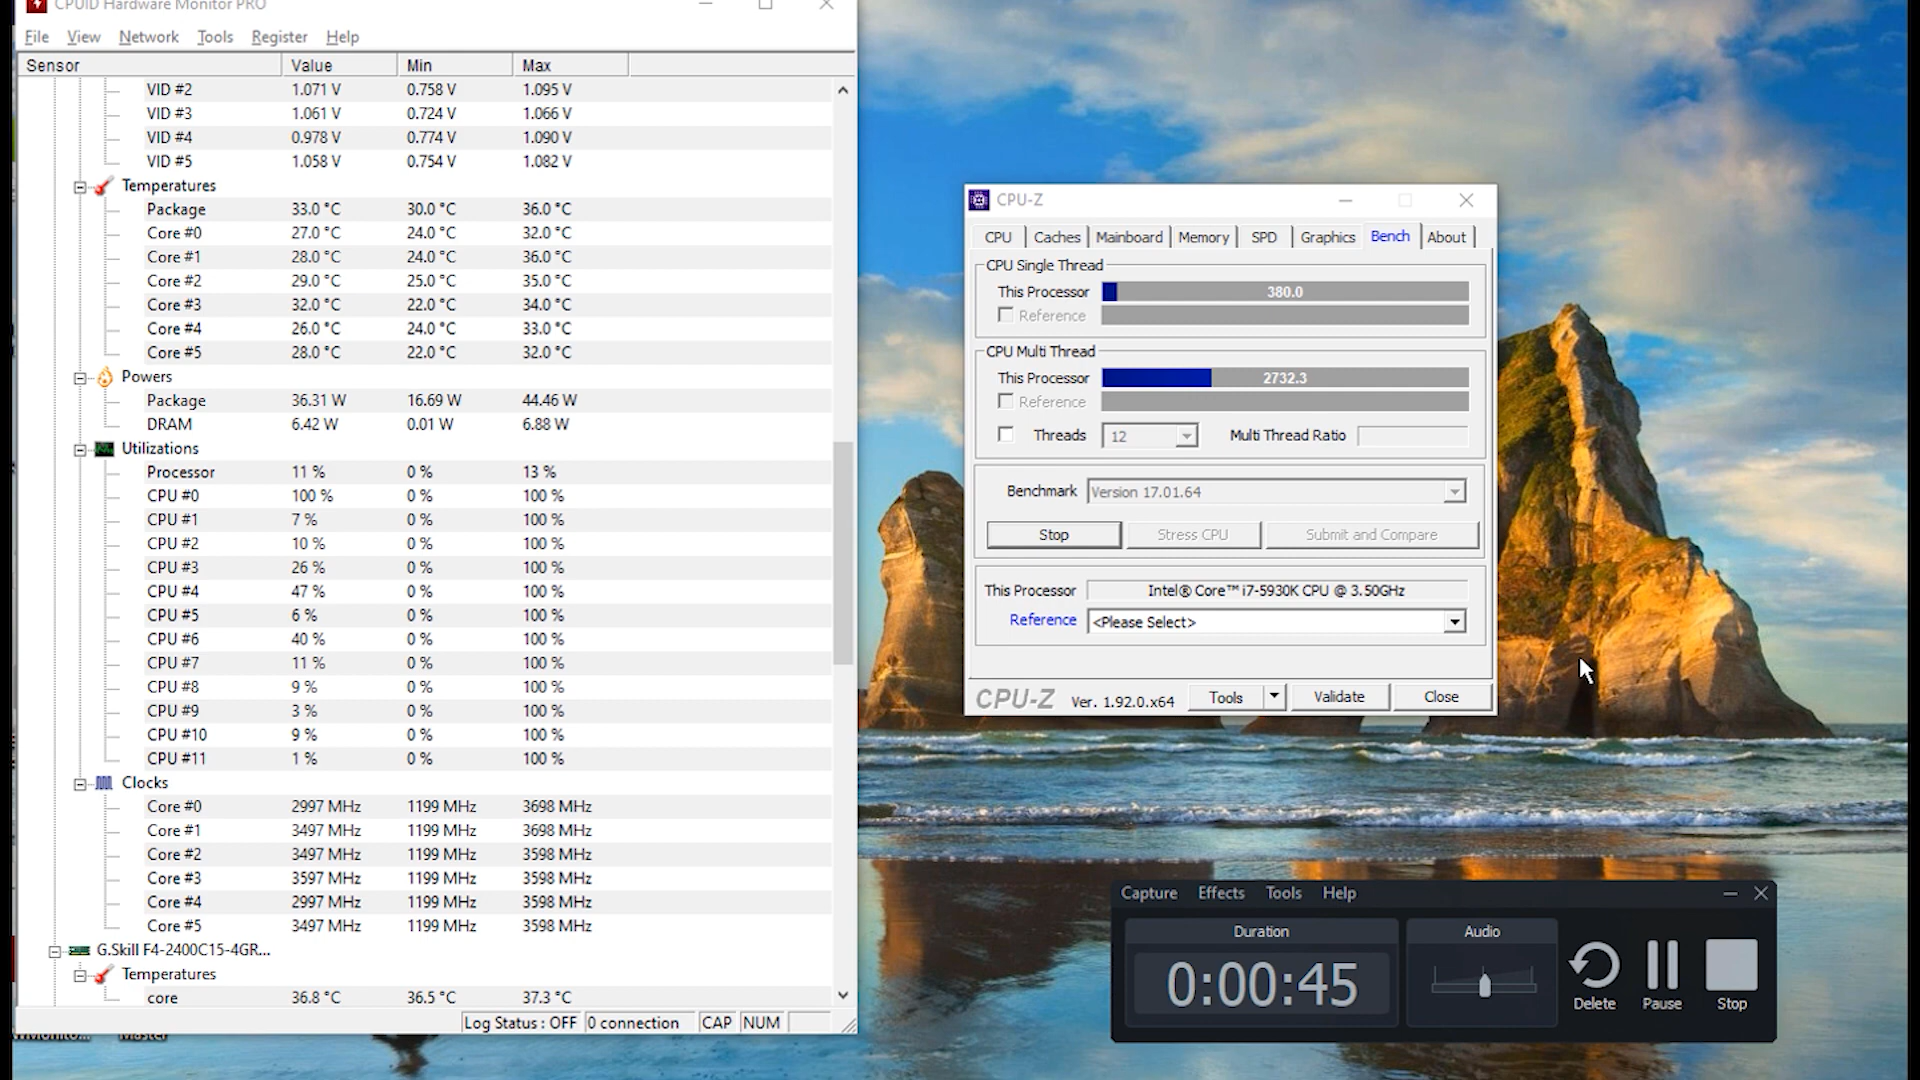 CPUID Hardware Monitor PRO
File View Network Tools Register Help
Sensor Value Min Max
VID #2 1.071 V 0.758 V 1.095 V
VID #3 1.061 V 0.724 V 1.066 V
VID #4 0.978 V 0.774 V 1.090 V
VID #5 1.058 V 0.754 V 1.082 V
Temperatures
Package 33.0 °C 30.0 °C 36.0 °C
Core #0 27.0 °C 24.0 °C 32.0 °C
Core #1 28.0 °C 24.0 °C 36.0 °C
Core #2 29.0 °C 25.0 °C 35.0 °C
Core #3 32.0 °C 22.0 °C 34.0 °C
Core #4 26.0 °C 24.0 °C 33.0 °C
Core #5 28.0 °C 22.0 °C 32.0 °C
Powers
Package 36.31 W 16.69 W 44.46 W
DRAM 6.42 W 0.01 W 6.88 W
Utilizations
Processor 11 % 0 % 13 %
CPU #0 100 % 0 % 100 %
CPU #1 7 % 0 % 100 %
CPU #2 10 % 0 % 100 %
CPU #3 26 % 0 % 100 %
CPU #4 47 % 0 % 100 %
CPU #5 6 % 0 % 100 %
CPU #6 40 % 0 % 100 %
CPU #7 11 % 0 % 100 %
CPU #8 9 % 0 % 100 %
CPU #9 3 % 0 % 100 %
CPU #10 9 % 0 % 100 %
CPU #11 1 % 0 % 100 %
Clocks
Core #0 2997 MHz 1199 MHz 3698 MHz
Core #1 3497 MHz 1199 MHz 3698 MHz
Core #2 3497 MHz 1199 MHz 3598 MHz
Core #3 3597 MHz 1199 MHz 3598 MHz
Core #4 2997 MHz 1199 MHz 3598 MHz
Core #5 3497 MHz 1199 MHz 3598 MHz
G.Skill F4-2400C15-4GR...
Temperatures
core 36.8 °C 36.5 °C 37.3 °C
Log Status : OFF 0 connection CAP NUM
Master
CPU-Z
CPU Caches Mainboard Memory SPD Graphics Bench About
CPU Single Thread
This Processor 380.0
Reference
CPU Multi Thread
This Processor 2732.3
Reference
Threads 12 Multi Thread Ratio
Benchmark Version 17.01.64
Stop Stress CPU Submit and Compare
This Processor Intel® Core™ i7-5930K CPU @ 3.50GHz
Reference <Please Select>
CPU-Z Ver. 1.92.0.x64 Tools Validate Close
Capture Effects Tools Help
Duration Audio
0:00:45
Delete Pause Stop